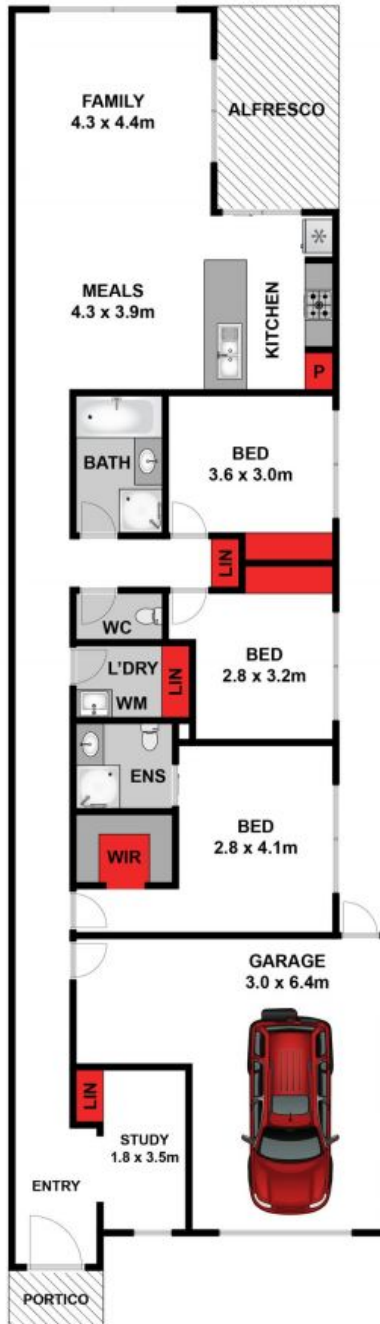 FAMILY
4.3 x 4.4m
ALFRESCO
MEALS
4.3 x 3.9m
KITCHEN
P
BATH
BED
3.6 x 3.0m
LIN
WC
L'DRY
WM
LIN
BED
2.8 x 3.2m
ENS
BED
2.8 x 4.1m
WIR
GARAGE
3.0 x 6.4m
LIN
STUDY
1.8 x 3.5m
ENTRY
PORTICO